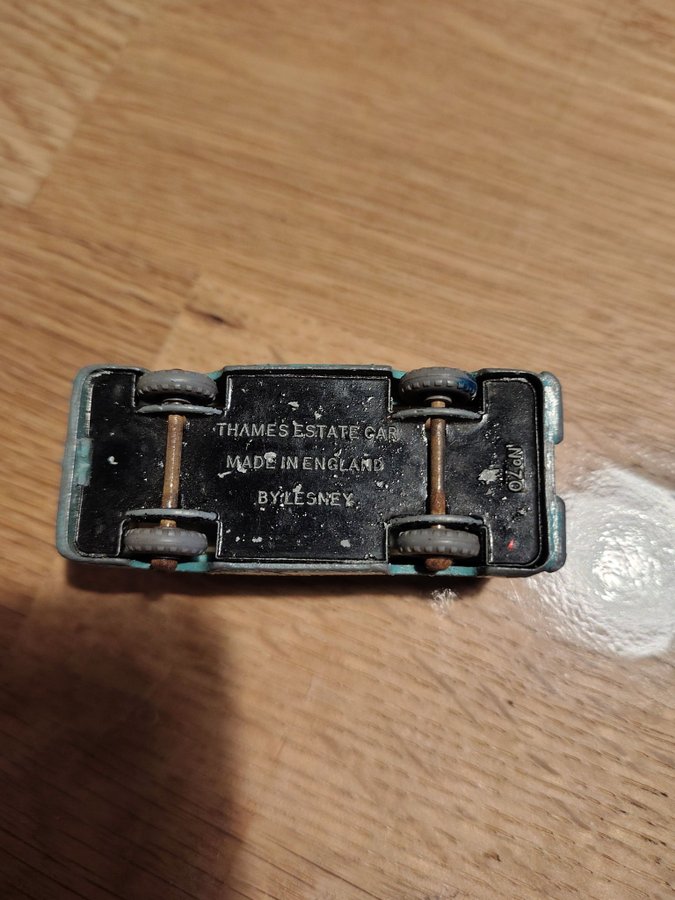 THAMES ESTATE CAR
MADE IN ENGLAND
BY LESNEY
No70